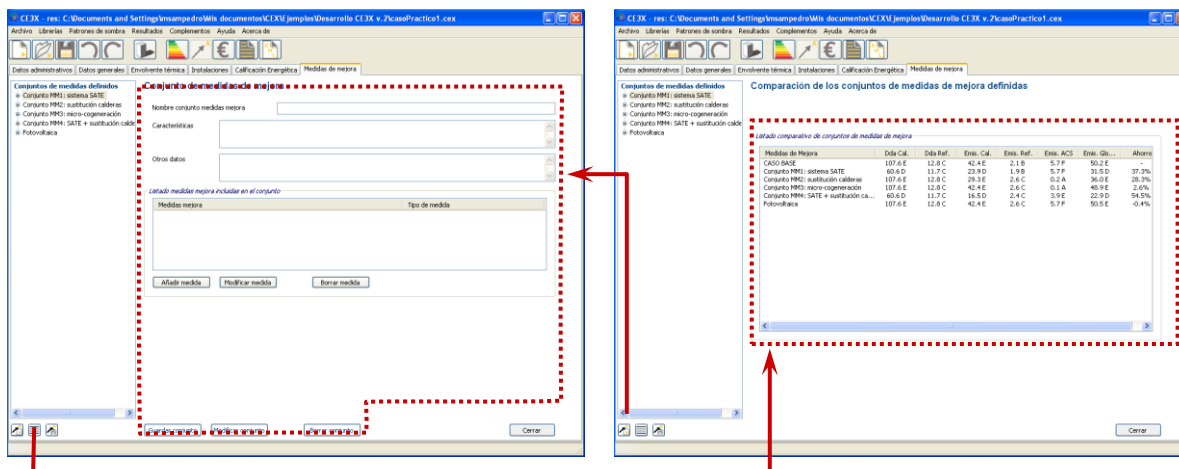 CE3X - res: C:\Documents and Settings\msampedro\Mis documentos\CEX\Ejemplos\Desarrollo CE3X v.2\casoPractico1.cex
Archivo Librerías Patrones de sombra Resultados Complementos Ayuda Acerca de
Datos administrativos Datos generales Envolvente térmica Instalaciones Calificación Energética Medidas de mejora
Conjuntos de medidas definidos
Conjunto MM1: sistema SATE
Conjunto MM2: sustitución calderas
Conjunto MM3: micro-cogeneración
Conjunto MM4: SATE + sustitución calde
Fotovoltaica
Conjunto de medidas de mejora
Nombre conjunto medidas mejora
Características
Otros datos
Listado medidas mejora incluidas en el conjunto
Medidas mejora Tipo de medida
Añadir medida Modificar medida Borrar medida
Guardar conjunto Modificar conjunto Borrar conjunto Cerrar
CE3X - res: C:\Documents and Settings\msampedro\Mis documentos\CEX\Ejemplos\Desarrollo CE3X v.2\casoPractico1.cex
Archivo Librerías Patrones de sombra Resultados Complementos Ayuda Acerca de
Datos administrativos Datos generales Envolvente térmica Instalaciones Calificación Energética Medidas de mejora
Conjuntos de medidas definidos
Conjunto MM1: sistema SATE
Conjunto MM2: sustitución calderas
Conjunto MM3: micro-cogeneración
Conjunto MM4: SATE + sustitución calde
Fotovoltaica
Comparación de los conjuntos de medidas de mejora definidas
Listado comparativo de conjuntos de medidas de mejora
Medidas de Mejora Dda Cal. Dda Ref. Emis. Cal. Emis. Ref. Emis. ACS Emis. Glo... Ahorro
CASO BASE 107.6 E 12.8 C 42.4 E 2.1 B 5.7 F 50.2 E -
Conjunto MM1: sistema SATE 60.6 D 11.7 C 23.9 D 1.9 B 5.7 F 31.5 D 37.3%
Conjunto MM2: sustitución calderas 107.6 E 12.8 C 29.3 E 2.6 C 0.2 A 36.0 E 28.3%
Conjunto MM3: micro-cogeneración 107.6 E 12.8 C 42.4 E 2.6 C 0.1 A 48.9 E 2.6%
Conjunto MM4: SATE + sustitución ca... 60.6 D 11.7 C 16.5 D 2.4 C 3.9 E 22.9 D 54.5%
Fotovoltaica 107.6 E 12.8 C 42.4 E 2.6 C 5.7 F 50.5 E -0.4%
Cerrar